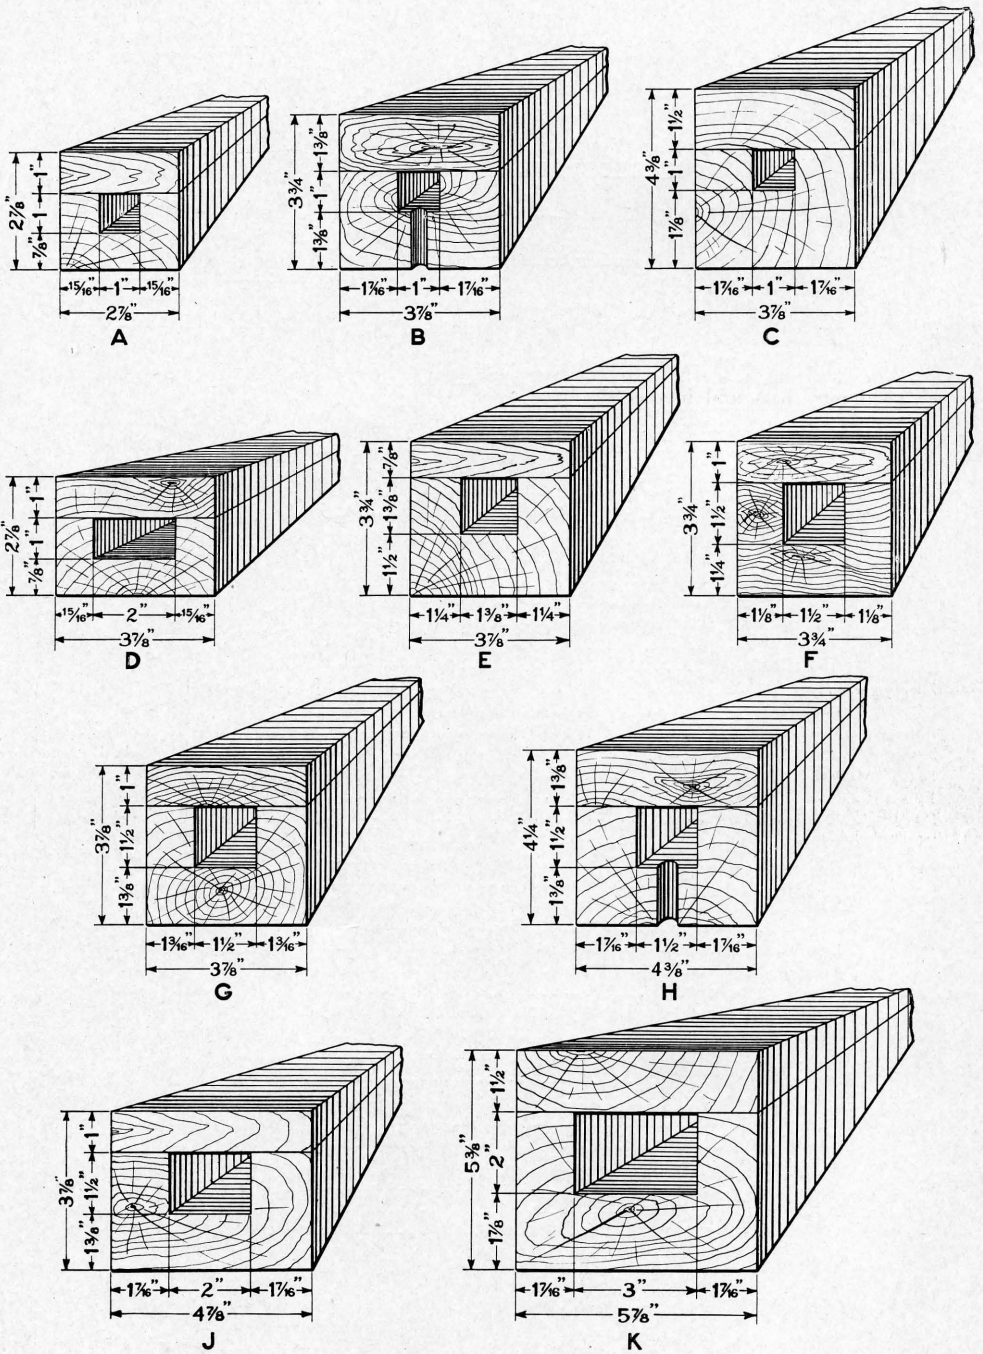 2⅞" 1" 1 ⅞"
15/16" 1" 15/16"
2⅞"
A
3¾" 1⅜" 1" 1⅜"
1 7/16" 1" 1 7/16"
3⅞"
B
4⅜" 1½" 1" 1⅞"
1 7/16" 1" 1 7/16"
3⅞"
C
2⅞" 1" 1" ⅞"
15/16" 2" 15/16"
3⅞"
D
3¾" ⅞" 1⅜" 1½"
1¼" 1⅜" 1¼"
3⅞"
E
3¾" 1" 1½" 1¼"
1⅛" 1½" 1⅛"
3¾"
F
3⅞" 1" 1½" 1⅜"
1 3/16" 1½" 1 3/16"
3⅞"
G
4¼" 1⅜" 1½" 1⅜"
1 7/16" 1½" 1 7/16"
4⅜"
H
3⅞" 1" 1½" 1⅜"
1 7/16" 2" 1 7/16"
4⅞"
J
5⅜" 1½" 2" 1⅞"
1 7/16" 3" 1 7/16"
5⅞"
K